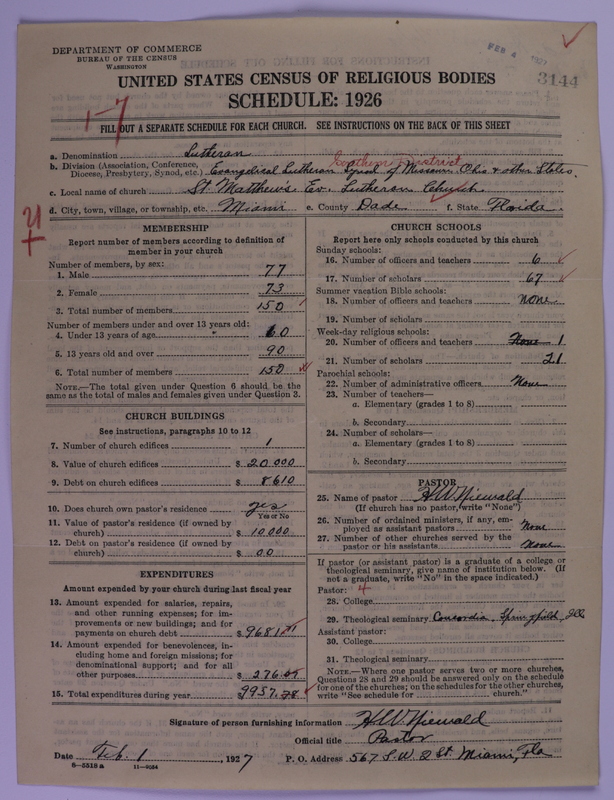 DEPARTMENT OF COMMERCE
BUREAU OF THE CENSUS
WASHINGTON
FEB 4 1927
3144
UNITED STATES CENSUS OF RELIGIOUS BODIES
SCHEDULE: 1926
1-7
FILL OUT A SEPARATE SCHEDULE FOR EACH CHURCH. SEE INSTRUCTIONS ON THE BACK OF THIS SHEET
a. Denomination Lutheran
Southern District
b. Division (Association, Conference, Diocese, Presbytery, Synod, etc.) Evangelical Lutheran Synod of Missouri Ohio & other States.
c. Local name of church St. Matthew's Ev. Lutheran Church.
d. City, town, village, or township, etc. Miami e. County Dade f. State Florida
MEMBERSHIP
Report number of members according to definition of
member in your church
Number of members, by sex:
1. Male 77
2. Female 73
3. Total number of members 150
Number of members under and over 13 years old:
4. Under 13 years of age 60
5. 13 years old and over 90
6. Total number of members 150
NOTE.—The total given under Question 6 should be the
same as the total of males and females given under Question 3.
CHURCH BUILDINGS
See instructions, paragraphs 10 to 12
7. Number of church edifices 1
8. Value of church edifices $ 20 000
9. Debt on church edifices $ 8610
10. Does church own pastor's residence? yes
Yes or No
11. Value of pastor's residence (if owned by
church) $ 10 000
12. Debt on pastor's residence (if owned by
church) $ 00
EXPENDITURES
Amount expended by your church during last fiscal year
13. Amount expended for salaries, repairs,
and other running expenses; for im-
provements or new buildings; and for
payments on church debt $ 9681
14. Amount expended for benevolences, in-
cluding home and foreign missions; for
denominational support; and for all
other purposes $ 276
15. Total expenditures during year 9957.78
CHURCH SCHOOLS
Report here only schools conducted by this church
Sunday schools:
16. Number of officers and teachers 6
17. Number of scholars 67
Summer vacation Bible schools:
18. Number of officers and teachers none
19. Number of scholars
Week-day religious schools:
20. Number of officers and teachers None 1
21. Number of scholars 21
Parochial schools:
22. Number of administrative officers None
23. Number of teachers—
a. Elementary (grades 1 to 8)
b. Secondary
24. Number of scholars—
a. Elementary (grades 1 to 8)
b. Secondary
PASTOR
25. Name of pastor H W Niewald
(If church has no pastor, write "None")
26. Number of ordained ministers, if any, em-
ployed as assistant pastors None
27. Number of other churches served by the
pastor or his assistants None
If pastor (or assistant pastor) is a graduate of a college or
theological seminary, give name of institution below. (If
not a graduate, write "No" in the space indicated.)
Pastor:
28. College
29. Theological seminary Concordia, Springfield, Ill.
Assistant pastor:
30. College
31. Theological seminary
NOTE.—Where one pastor serves two or more churches,
Questions 28 and 29 should be answered only on the schedule
for one of the churches; on the schedules for the other churches,
write "See schedule for church."
Signature of person furnishing information H W Niewald
Official title Pastor
Date Feb. 1, 1927 P. O. Address 567 S.W. 2 St. Miami, Fla
8—5518 a 11—9034